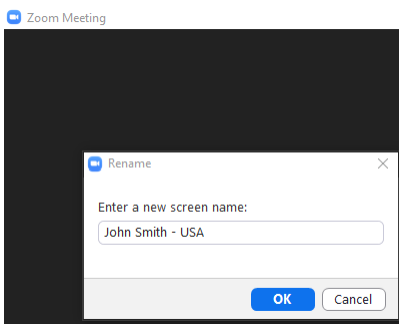 Zoom Meeting
Rename
Enter a new screen name:
John Smith - USA
OK Cancel